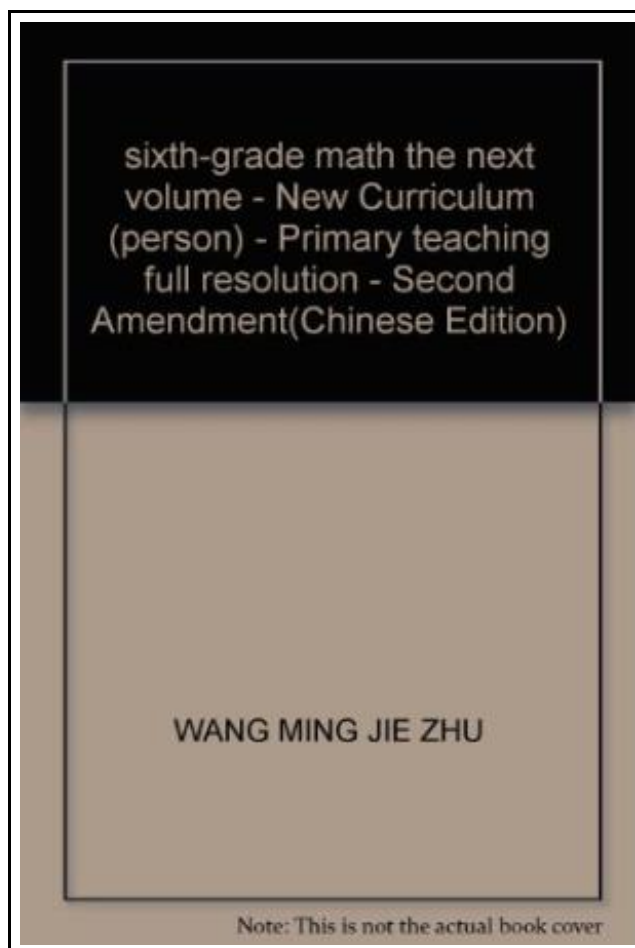 sixth-grade math the next
volume - New Curriculum
(person) - Primary teaching
full resolution - Second
Amendment(Chinese Edition)
WANG MING JIE ZHU
Note: This is not the actual book cover